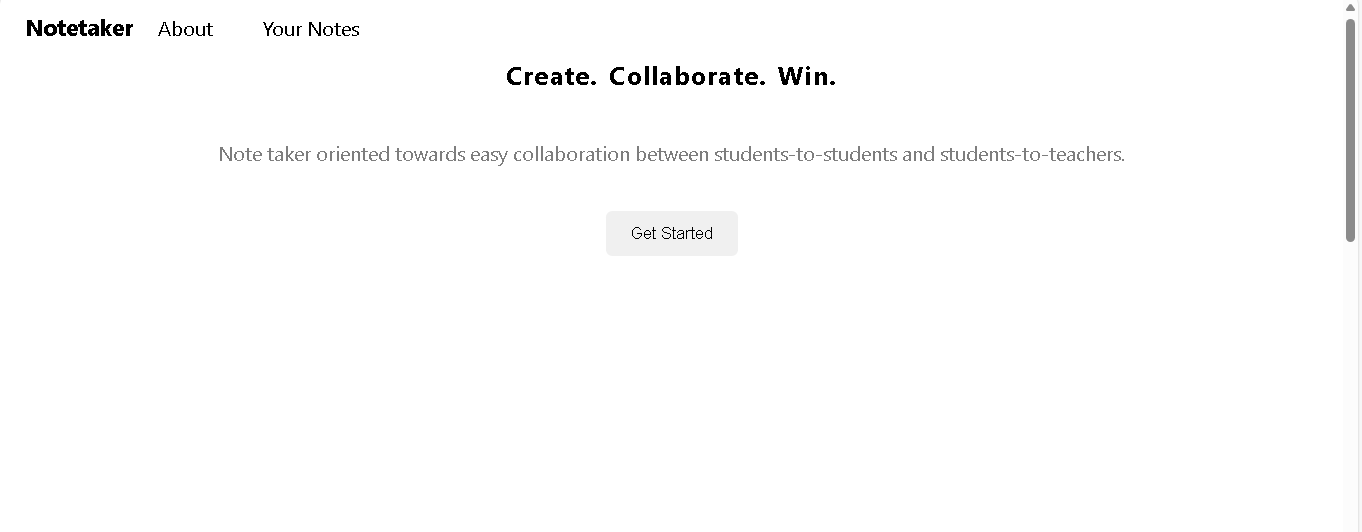 Notetaker About Your Notes
Create. Collaborate. Win.
Note taker oriented towards easy collaboration between students-to-students and students-to-teachers.
Get Started